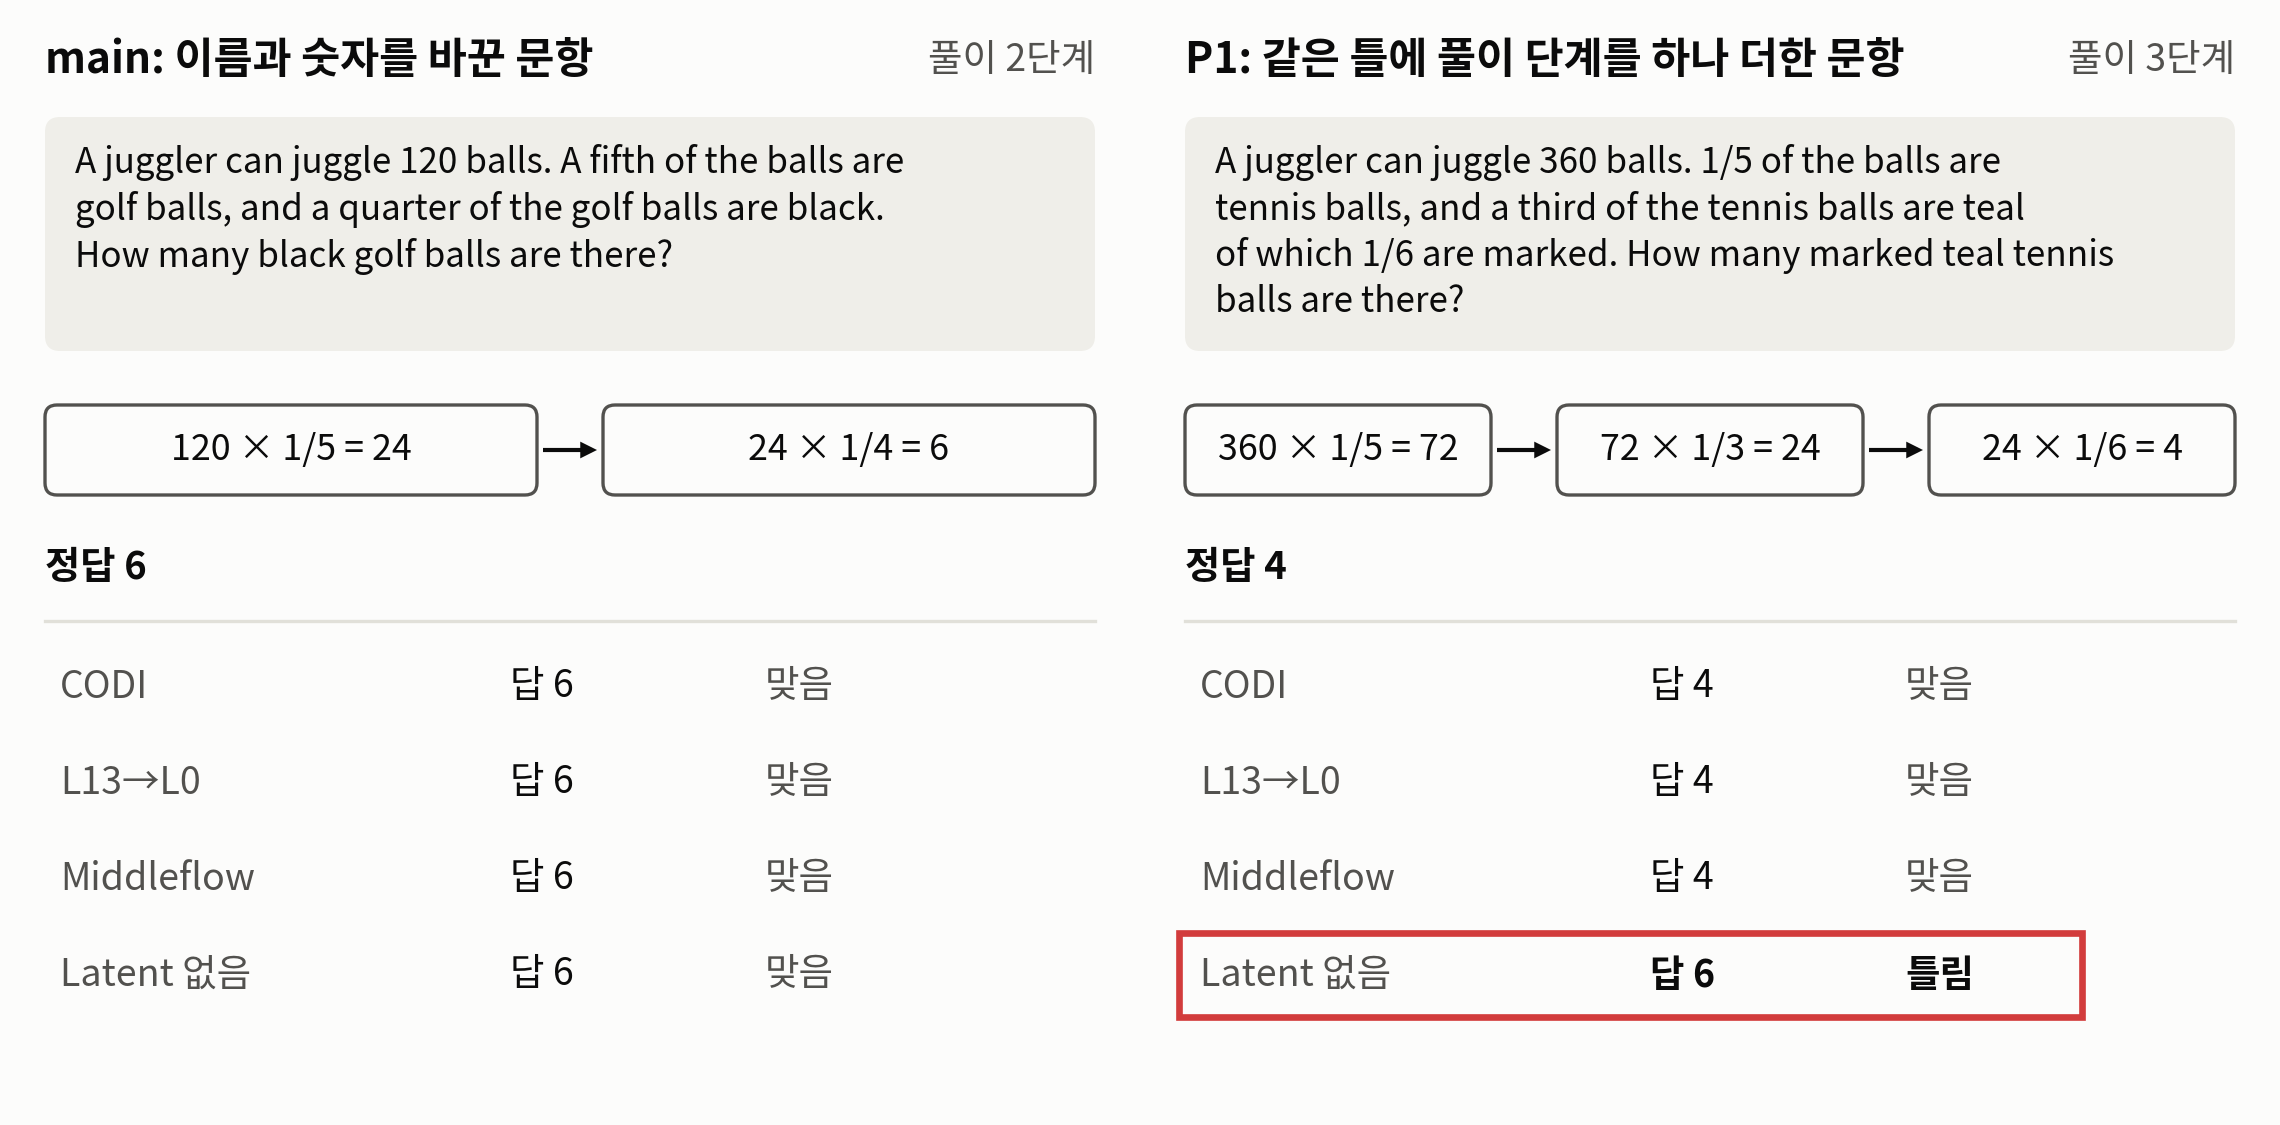 main: 이름과 숫자를 바꾼 문항
풀이 2단계
A juggler can juggle 120 balls. A fifth of the balls are
golf balls, and a quarter of the golf balls are black.
How many black golf balls are there?
120 × 1/5 = 24 → 24 × 1/4 = 6
정답 6
CODI 답 6 맞음
L13→L0 답 6 맞음
Middleflow 답 6 맞음
Latent 없음 답 6 맞음
P1: 같은 틀에 풀이 단계를 하나 더한 문항
풀이 3단계
A juggler can juggle 360 balls. 1/5 of the balls are
tennis balls, and a third of the tennis balls are teal
of which 1/6 are marked. How many marked teal tennis
balls are there?
360 × 1/5 = 72 → 72 × 1/3 = 24 → 24 × 1/6 = 4
정답 4
CODI 답 4 맞음
L13→L0 답 4 맞음
Middleflow 답 4 맞음
Latent 없음 답 6 틀림